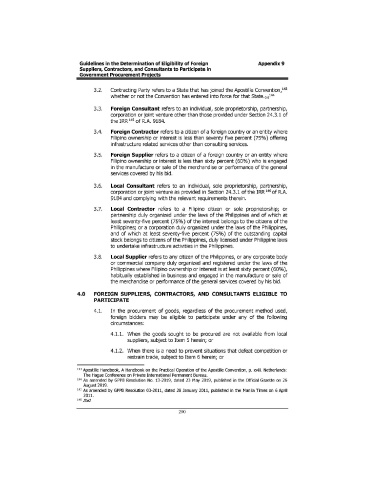 Guidelines in the Determination of Eligibility of Foreign Appendix 9
Suppliers, Contractors, and Consultants to Participate in
Government Procurement Projects
3.2. Contracting Party refers to a State that has joined the Apostille Convention,
whether or not the Convention has entered into force for that State.
3.3. Foreign Consultant refers to an individual, sole proprietorship, partnership,
corporation or joint venture other than those provided under Section 24.3.1 of
the IRR of R.A. 9184.
3.4. Foreign Contractor refers to a citizen of a foreign country or an entity where
Filipino ownership or interest is less than seventy five percent (75%) offering
infrastructure related services other than consulting services.
3.5. Foreign Supplier refers to a citizen of a foreign country or an entity where
Filipino ownership or interest is less than sixty percent (60%) who is engaged
in the manufacture or sale of the merchandise or performance of the general
services covered by his bid.
3.6. Local Consultant refers to an individual, sole proprietorship, partnership,
corporation or joint venture as provided in Section 24.3.1 of the IRR of R.A.
9184 and complying with the relevant requirements therein.
3.7. Local Contractor refers to a Filipino citizen or sole proprietorship; or
partnership duly organized under the laws of the Philippines and of which at
least seventy-five percent (75%) of the interest belongs to the citizens of the
Philippines; or a corporation duly organized under the laws of the Philippines,
and of which at least seventy-five percent (75%) of the outstanding capital
stock belongs to citizens of the Philippines, duly licensed under Philippine laws
to undertake infrastructure activities in the Philippines.
3.8. Local Supplier refers to any citizen of the Philippines, or any corporate body
or commercial company duly organized and registered under the laws of the
Philippines where Filipino ownership or interest is at least sixty percent (60%),
habitually established in business and engaged in the manufacture or sale of
the merchandise or performance of the general services covered by his bid.
4.0 FOREIGN SUPPLIERS, CONTRACTORS, AND CONSULTANTS ELIGIBLE TO
PARTICIPATE
4.1. In the procurement of goods, regardless of the procurement method used,
foreign bidders may be eligible to participate under any of the following
circumstances:
4.1.1. When the goods sought to be procured are not available from local
suppliers, subject to Item 5 herein; or
4.1.2. When there is a need to prevent situations that defeat competition or
restrain trade, subject to Item 6 herein; or
Apostille Handbook, A Handbook on the Practical Operation of the Apostille Convention, p. xviii. Netherlands:
The Hague Conference on Private International Permanent Bureau.
As amended by GPPB Resolution No. 13-2019, dated 23 May 2019, published in the Official Gazette on 26
August 2019.
As amended by GPPB Resolution 03-2011, dated 28 January 2011, published in the Manila Times on 6 April
2011.
Ibid